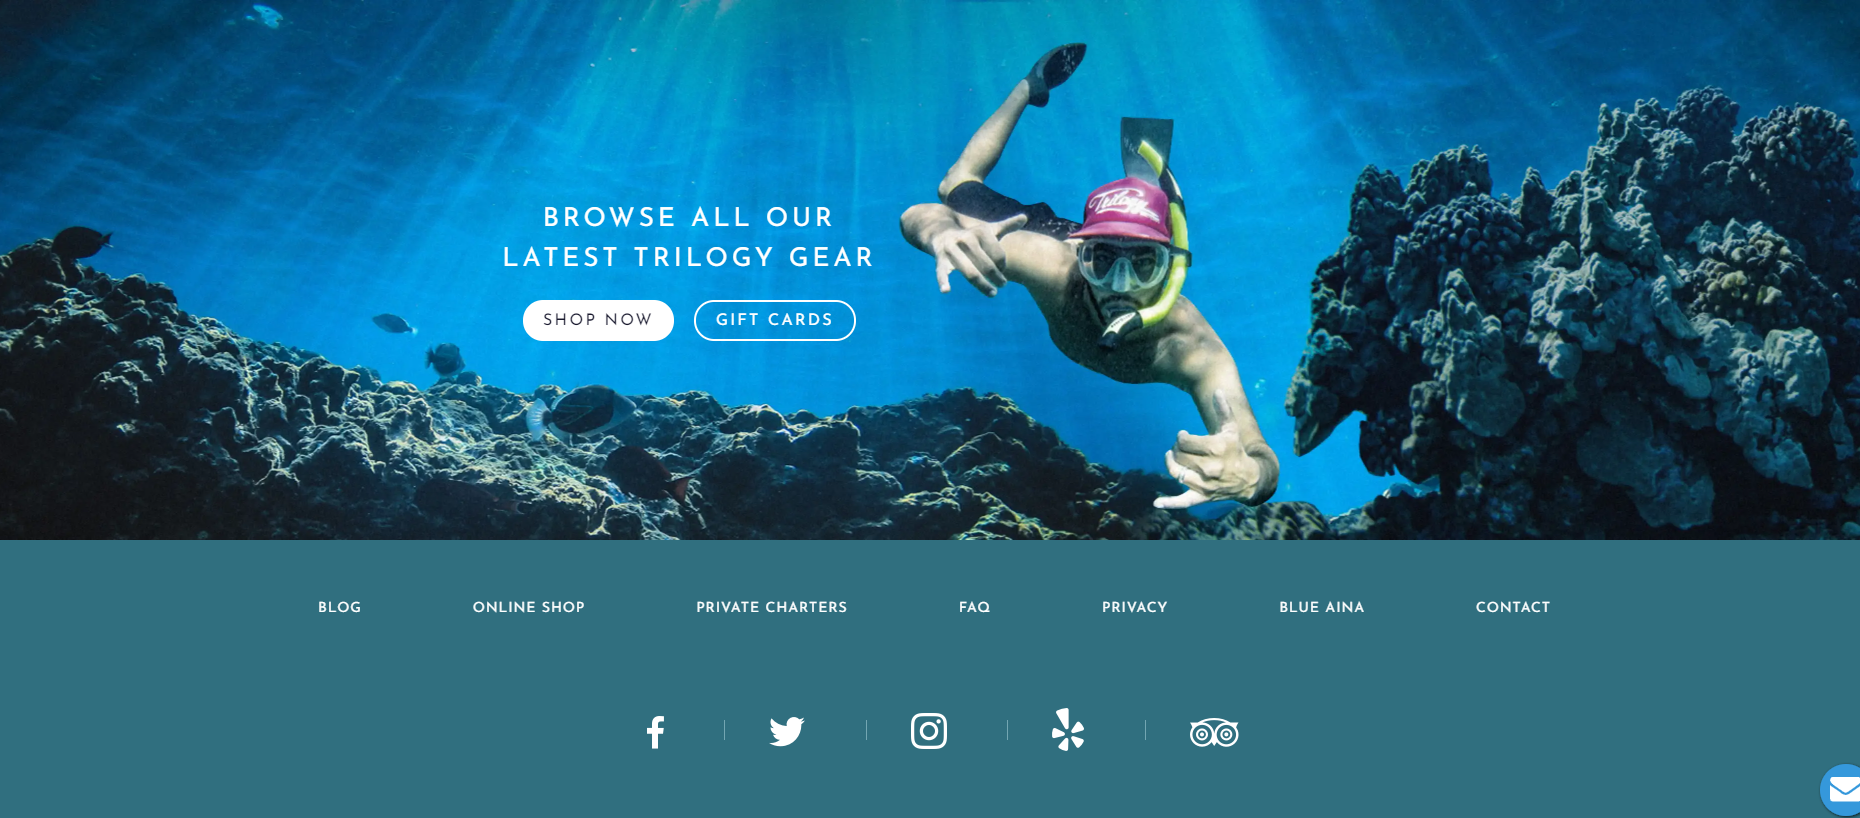 BROWSE ALL OUR
LATEST TRILOGY GEAR
Trilogy
SHOP NOW
GIFT CARDS
BLOG
ONLINE SHOP
PRIVATE CHARTERS
FAQ
PRIVACY
BLUE AINA
CONTACT